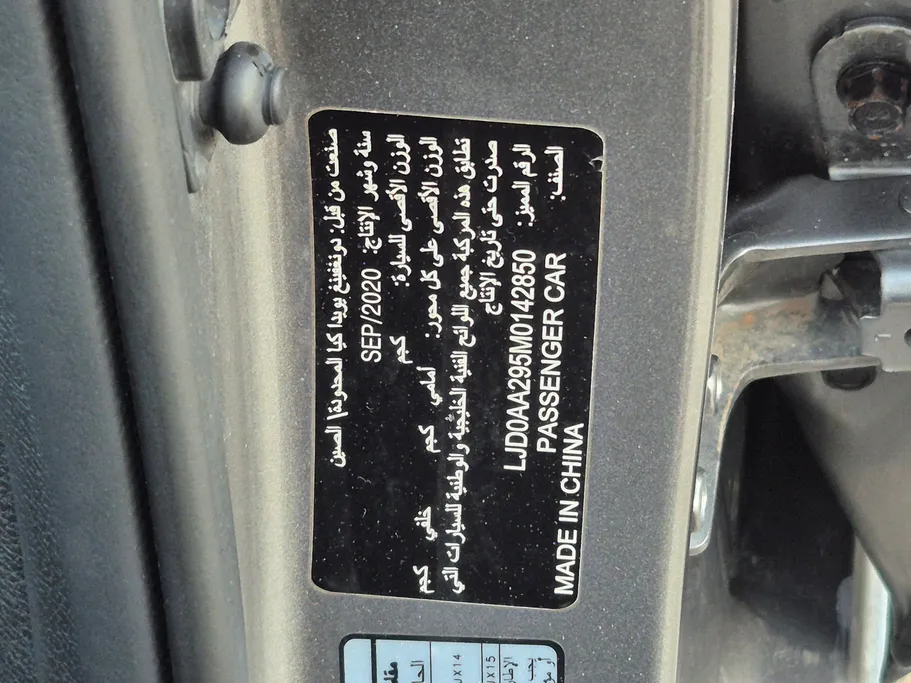 صنعت من قبل: دونغفينغ يويدا كيا المحدودة\ الصين
سنة وشهر الإنتاج: SEP/2020
الوزن الأقصى للسيارة: كجم
الوزن الأقصى على كل محور: أمامي كجم خلفي كجم
تطابق هذه المركبة جميع اللوائح الفنية الخليجية والوطنية للسيارات التي
صدرت حتى تاريخ الإنتاج
الرقم المميز: LJD0AA295M0142850
الصنف: PASSENGER CAR
MADE IN CHINA